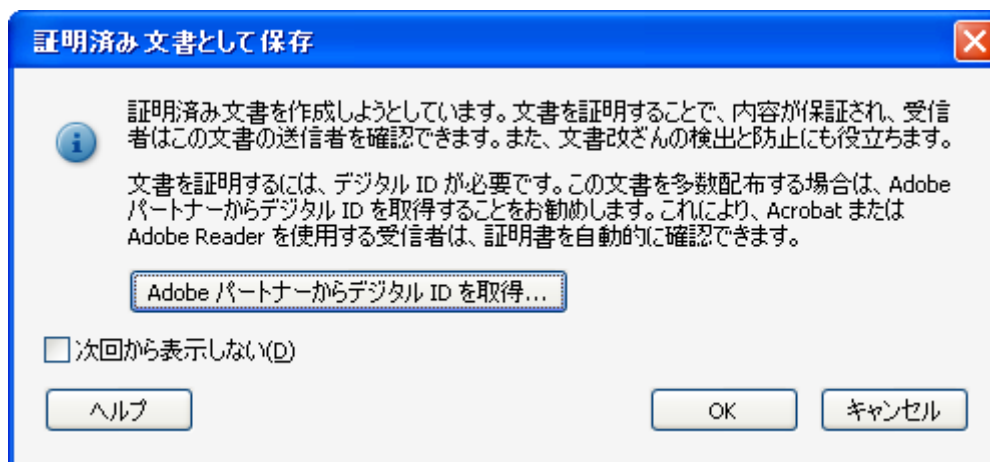 証明済み文書として保存
証明済み文書を作成しようとしています。文書を証明することで、内容が保証され、受信
者はこの文書の送信者を確認できます。また、文書改ざんの検出と防止にも役立ちます。
文書を証明するには、デジタル ID が必要です。この文書を多数配布する場合は、Adobe
パートナーからデジタル ID を取得することをお勧めします。これにより、Acrobat または
Adobe Reader を使用する受信者は、証明書を自動的に確認できます。
Adobe パートナーからデジタル ID を取得...
次回から表示しない(D)
ヘルプ
OK
キャンセル